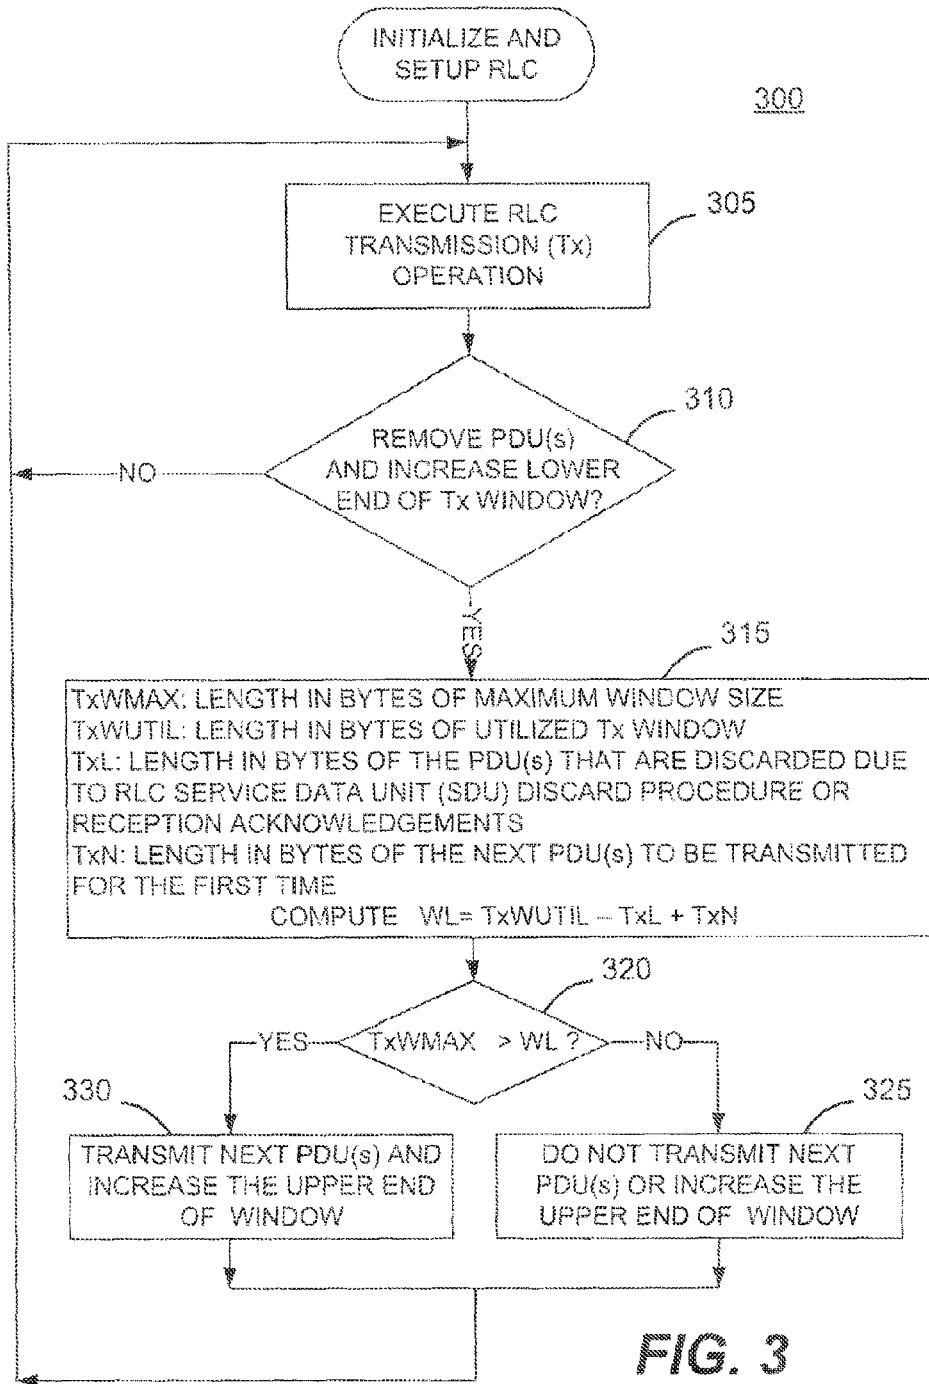 INITIALIZE AND
SETUP RLC
300
305
EXECUTE RLC
TRANSMISSION (Tx)
OPERATION
310
REMOVE PDU(s)
AND INCREASE LOWER
END OF Tx WINDOW?
NO
YES
315
TxWMAX: LENGTH IN BYTES OF MAXIMUM WINDOW SIZE
TxWUTIL: LENGTH IN BYTES OF UTILIZED Tx WINDOW
TxL: LENGTH IN BYTES OF THE PDU(s) THAT ARE DISCARDED DUE
TO RLC SERVICE DATA UNIT (SDU) DISCARD PROCEDURE OR
RECEPTION ACKNOWLEDGEMENTS
TxN: LENGTH IN BYTES OF THE NEXT PDU(s) TO BE TRANSMITTED
FOR THE FIRST TIME
COMPUTE WL= TxWUTIL – TxL + TxN
320
YES
TxWMAX > WL ?
NO
330
325
TRANSMIT NEXT PDU(s) AND
INCREASE THE UPPER END
OF WINDOW
DO NOT TRANSMIT NEXT
PDU(s) OR INCREASE THE
UPPER END OF WINDOW
FIG. 3